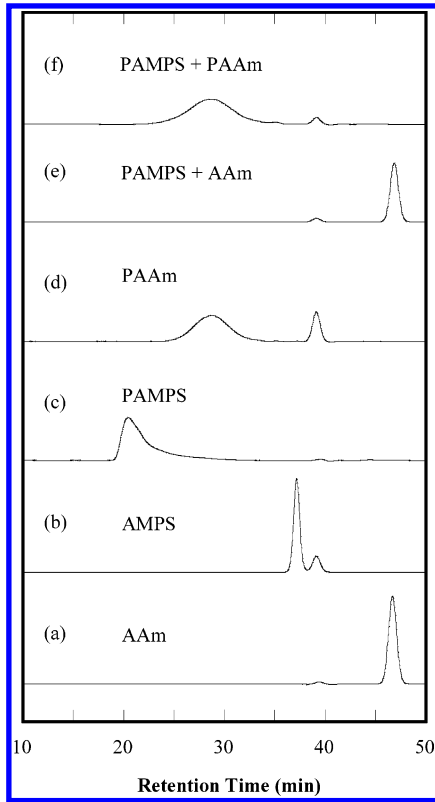 (f) PAMPS + PAAm
(e) PAMPS + AAm
(d) PAAm
(c) PAMPS
(b) AMPS
(a) AAm
10 20 30 40 50
Retention Time (min)